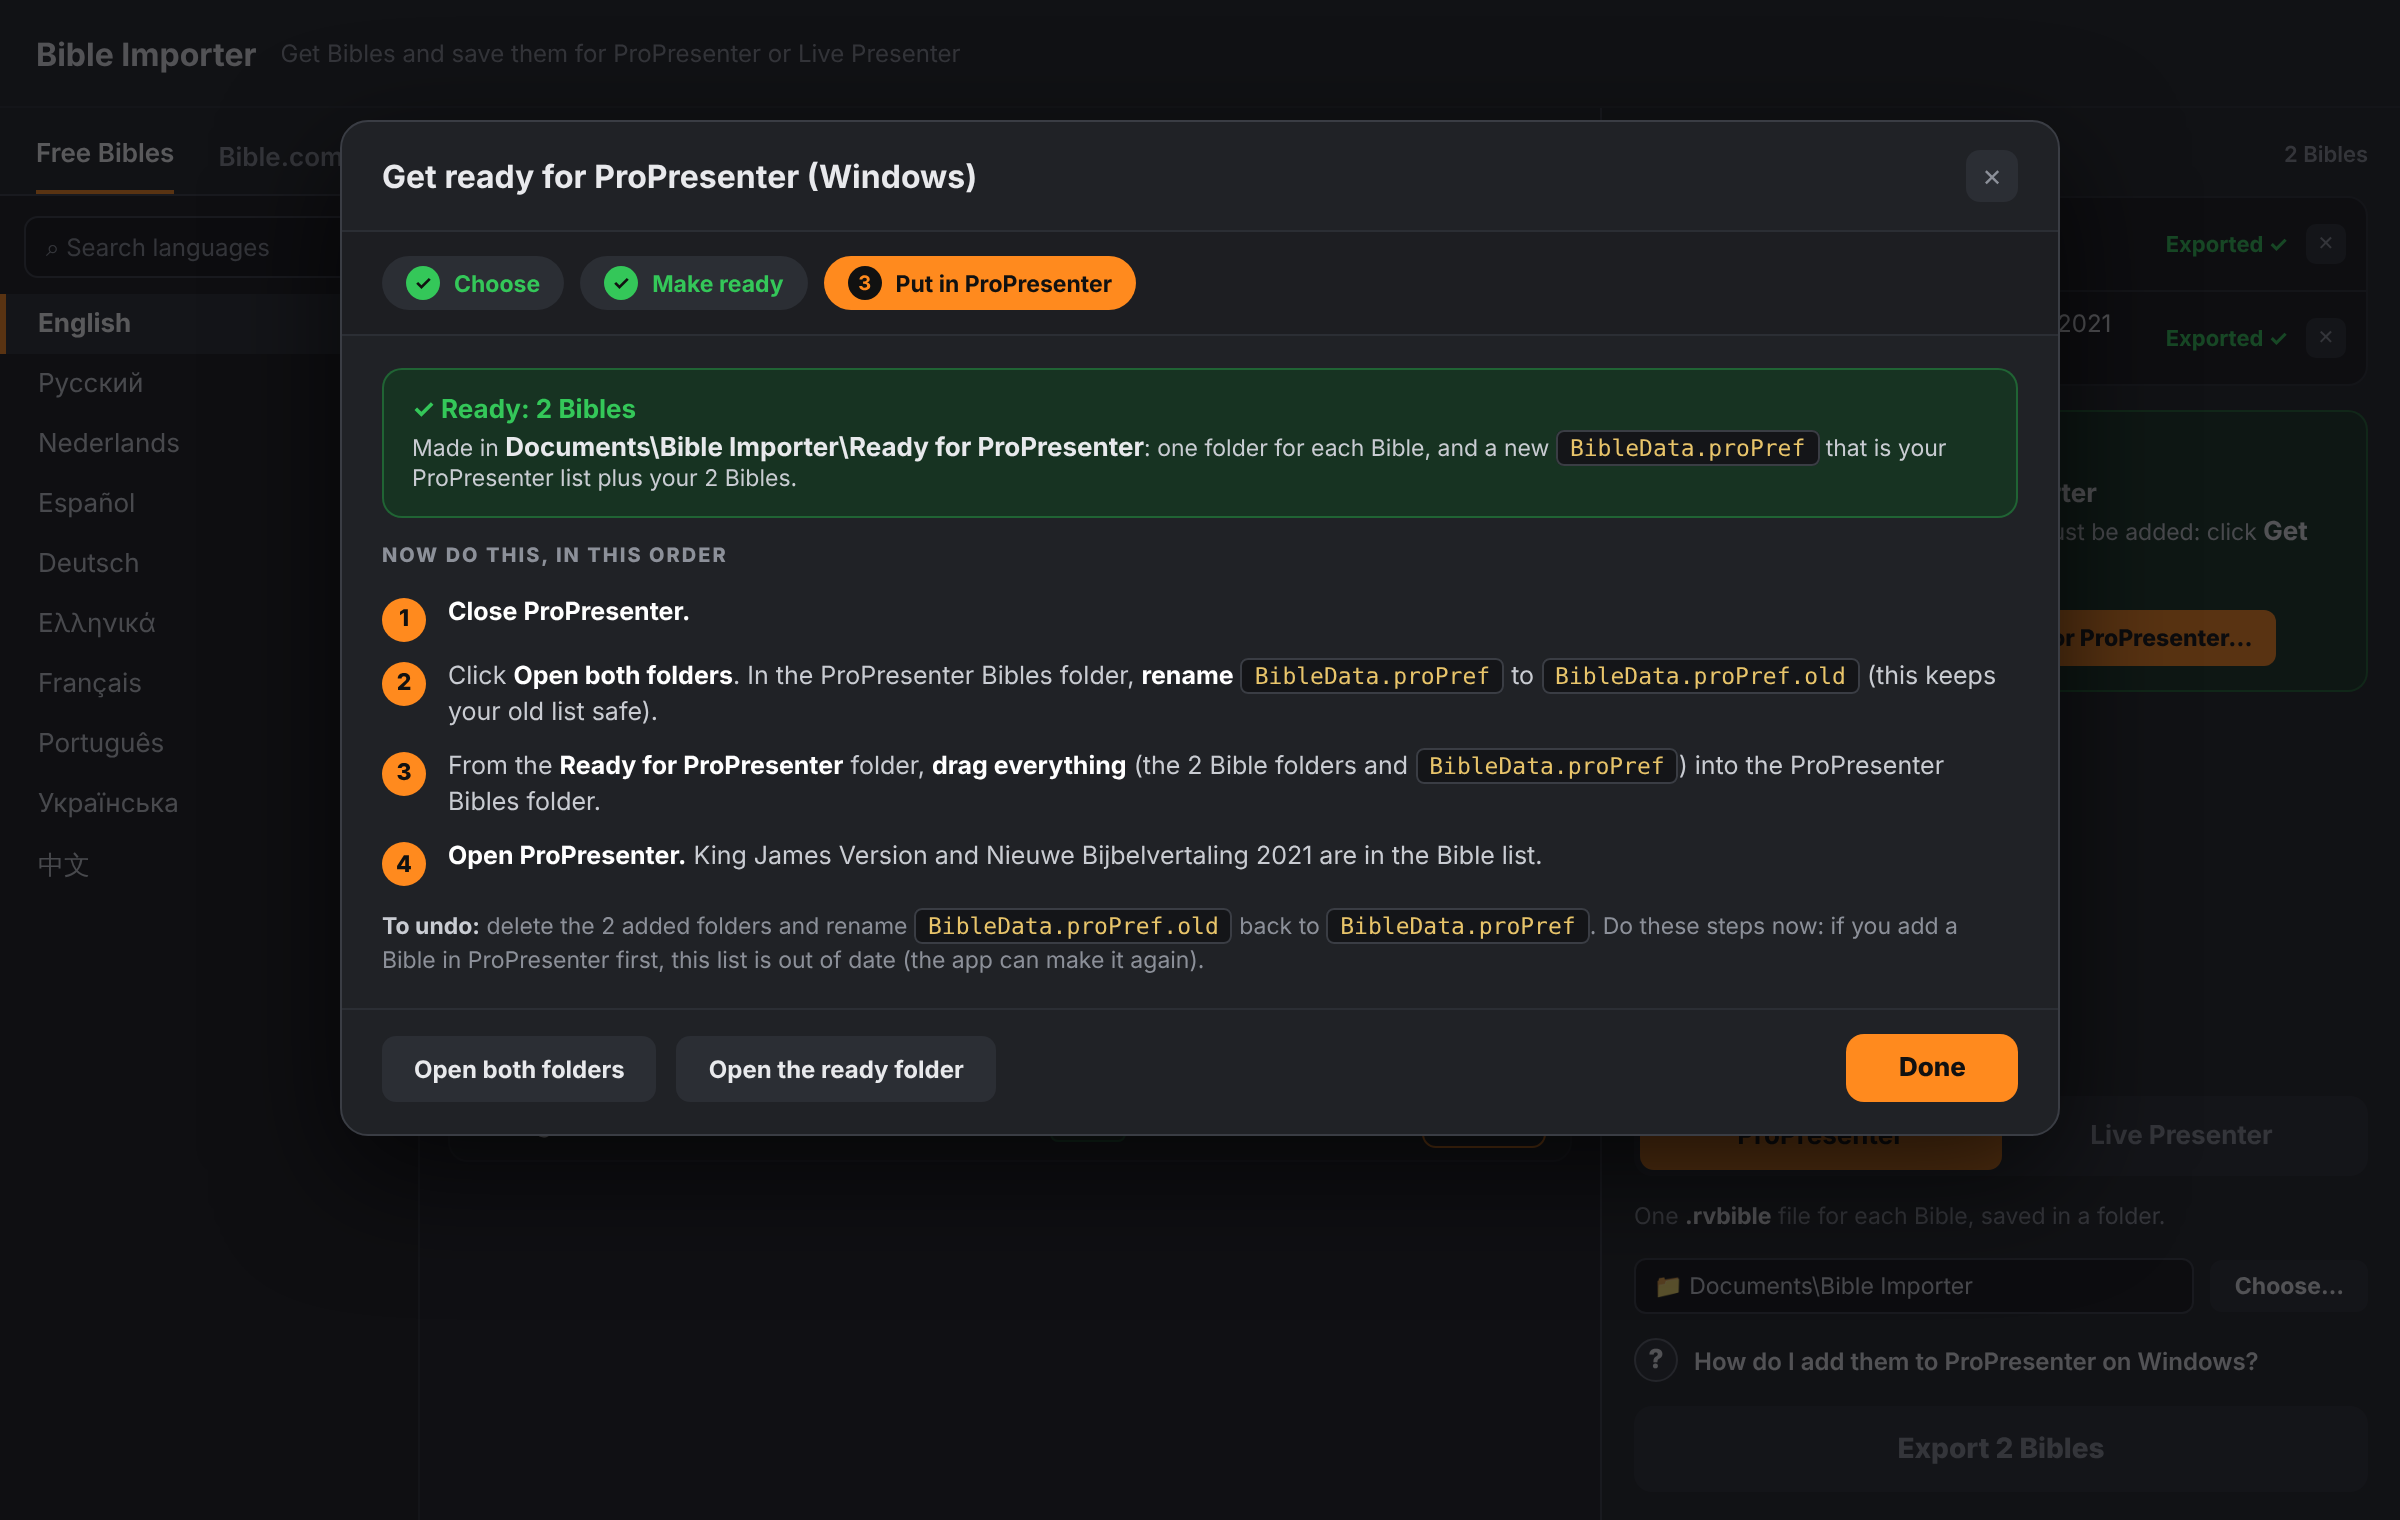 Bible Importer Get Bibles and save them for ProPresenter or Live Presenter
Free Bibles
Bible.com
Search languages
English
Русский
Nederlands
Español
Deutsch
Ελληνικά
Français
Português
Українська
中文
Get ready for ProPresenter (Windows)
Choose
Make ready
3 Put in ProPresenter
✓ Ready: 2 Bibles
Made in Documents\Bible Importer\Ready for ProPresenter: one folder for each Bible, and a new BibleData.proPref that is your
ProPresenter list plus your 2 Bibles.
NOW DO THIS, IN THIS ORDER
1 Close ProPresenter.
2 Click Open both folders. In the ProPresenter Bibles folder, rename BibleData.proPref to BibleData.proPref.old (this keeps
your old list safe).
3 From the Ready for ProPresenter folder, drag everything (the 2 Bible folders and BibleData.proPref) into the ProPresenter
Bibles folder.
4 Open ProPresenter. King James Version and Nieuwe Bijbelvertaling 2021 are in the Bible list.
To undo: delete the 2 added folders and rename BibleData.proPref.old back to BibleData.proPref. Do these steps now: if you add a
Bible in ProPresenter first, this list is out of date (the app can make it again).
Open both folders
Open the ready folder
Done
2 Bibles
Exported ✓
2021
Exported ✓
be added: click Get
ProPresenter...
ProPresenter
Live Presenter
One .rvbible file for each Bible, saved in a folder.
Documents\Bible Importer
Choose...
? How do I add them to ProPresenter on Windows?
Export 2 Bibles